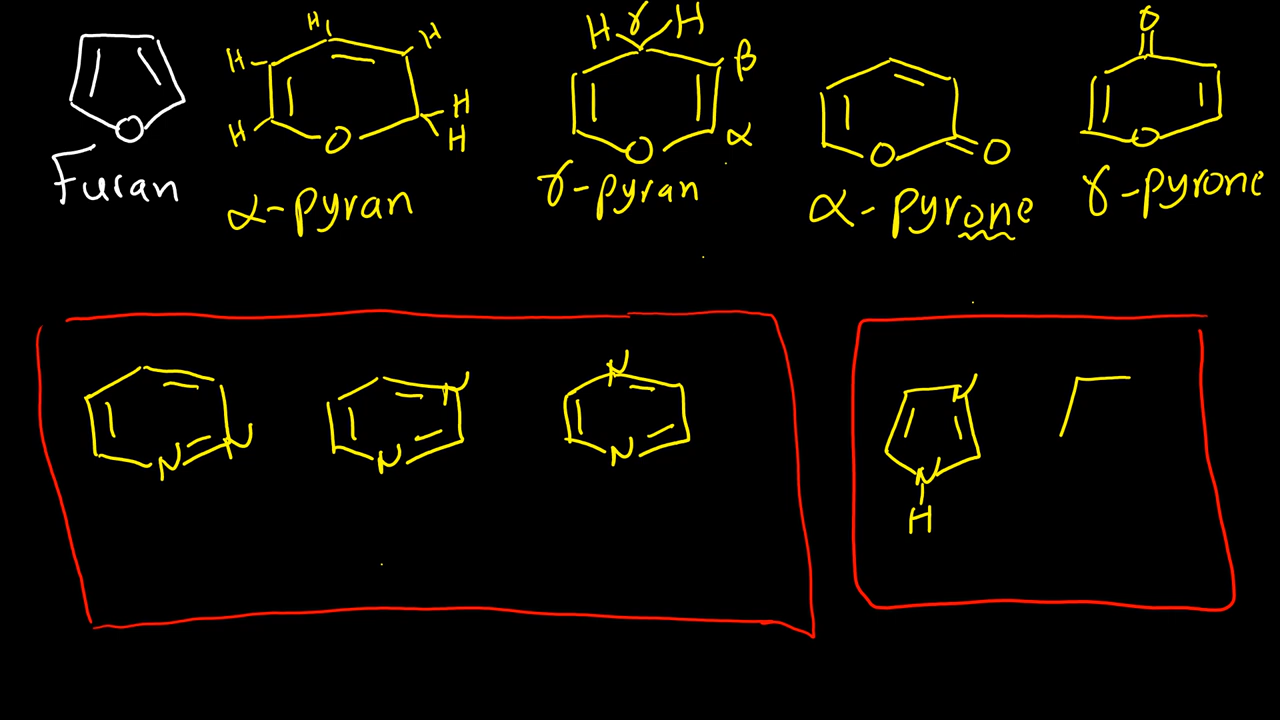 Furan
H H H H H H O
α-pyran
H γ H β α O
γ-pyran
O O
α-pyrone
O O
γ-pyrone
N N
N N
N N
N N H